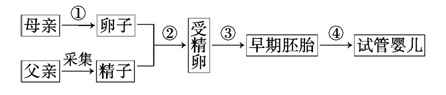 母亲 ① 卵子
② 受精卵 ③ 早期胚胎 ④ 试管婴儿
父亲 采集 精子